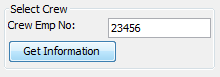 Select Crew
Crew Emp No: 23456
Get Information